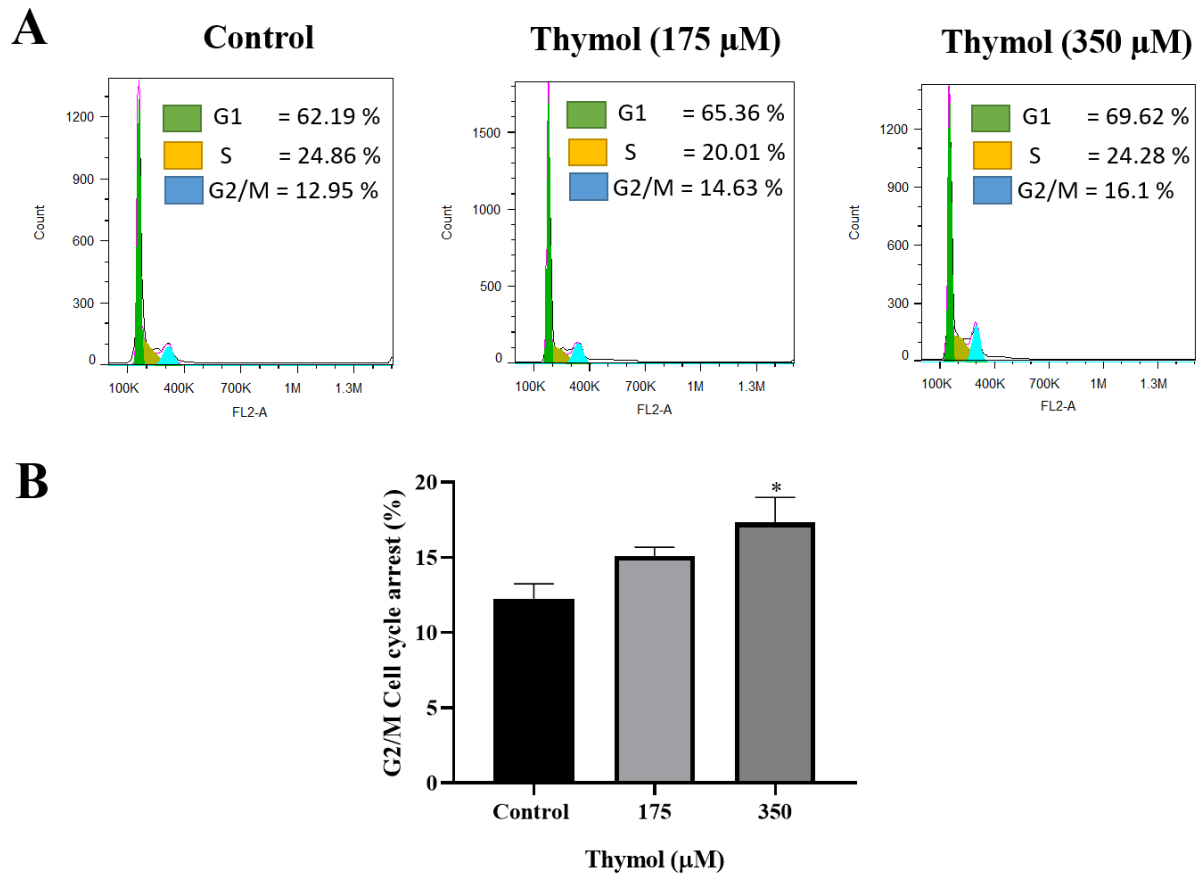 A
Control
Thymol (175 μM)
Thymol (350 μM)
G1 = 62.19 %
S = 24.86 %
G2/M = 12.95 %
1200
900
600
300
0
Count
100K 400K 700K 1M 1.3M
FL2-A
G1 = 65.36 %
S = 20.01 %
G2/M = 14.63 %
1500
1000
500
0
Count
100K 400K 700K 1M 1.3M
FL2-A
G1 = 69.62 %
S = 24.28 %
G2/M = 16.1 %
1200
900
600
300
0
Count
100K 400K 700K 1M 1.3M
FL2-A
B
G2/M Cell cycle arrest (%)
20
15
10
5
0
*
Control 175 350
Thymol (μM)